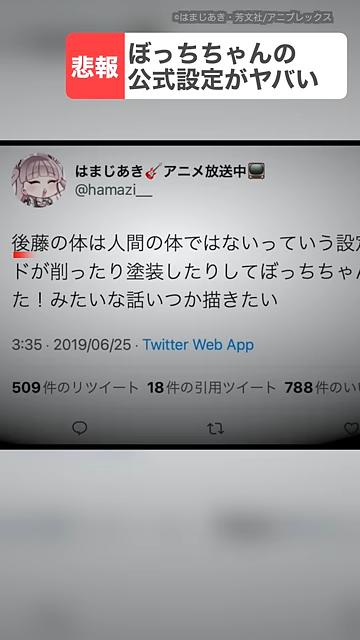 ©はまじあき・芳文社/アニプレックス
悲報
ぼっちちゃんの
公式設定がヤバい
はまじあき🎸アニメ放送中📺
@hamazi__
後藤の体は人間の体ではないっていう設定
ドが削ったり塗装したりしてぼっちちゃん
た！みたいな話いつか描きたい
3:35 · 2019/06/25 · Twitter Web App
509件のリツイート 18件の引用ツイート 788件のいい